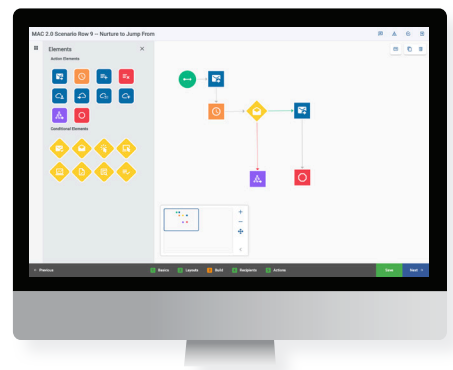 MAC 2.0 Scenario Row 9 – Nurture to Jump From
Elements
Action Elements
Conditional Elements
Previous
Basics
Layouts
Build
Recipients
Actions
Save
Next